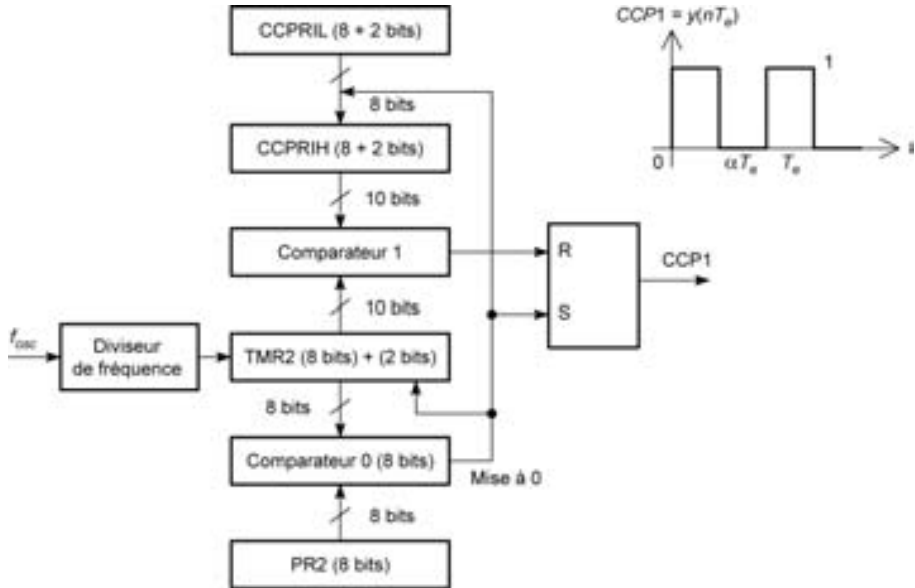 CCPRIL (8 + 2 bits)
8 bits
CCPRIH (8 + 2 bits)
10 bits
Comparateur 1
10 bits
fosc
Diviseur
de fréquence
TMR2 (8 bits) + (2 bits)
8 bits
Comparateur 0 (8 bits)
Mise à 0
8 bits
PR2 (8 bits)
R
S
CCP1
CCP1 = y(nTe)
1
0
αTe
Te